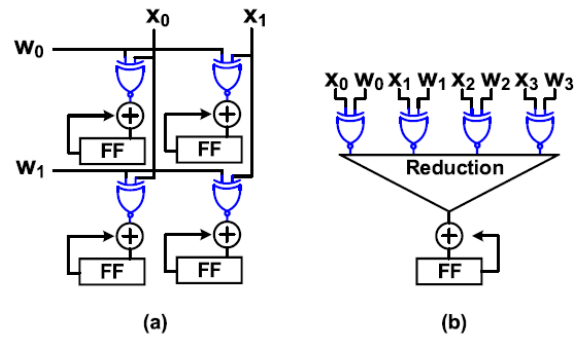 X0 X1
W0
FF FF
W1
FF FF
(a)
X0 W0 X1 W1 X2 W2 X3 W3
Reduction
FF
(b)